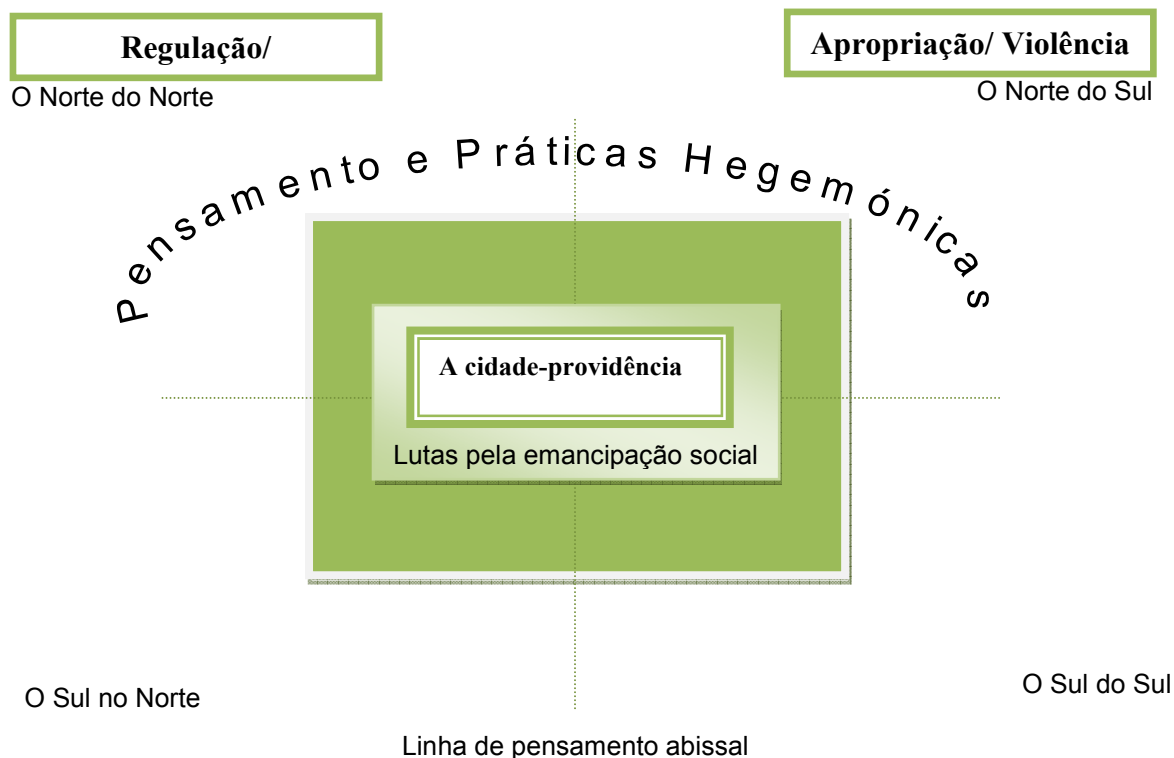 Regulação/
Apropriação/ Violência
O Norte do Norte
O Norte do Sul
Pensamento e Práticas Hegemónicas
A cidade-providência
Lutas pela emancipação social
O Sul no Norte
O Sul do Sul
Linha de pensamento abissal